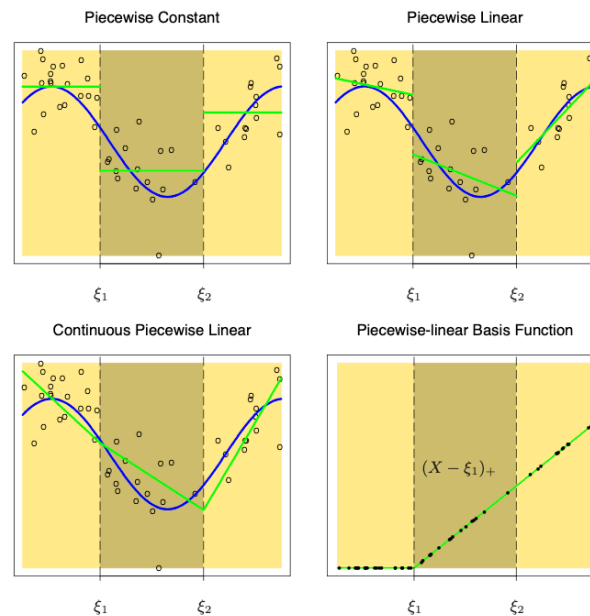 Piecewise Constant
Piecewise Linear
ξ₁ ξ₂
ξ₁ ξ₂
Continuous Piecewise Linear
Piecewise-linear Basis Function
(X − ξ₁)₊
ξ₁ ξ₂
ξ₁ ξ₂